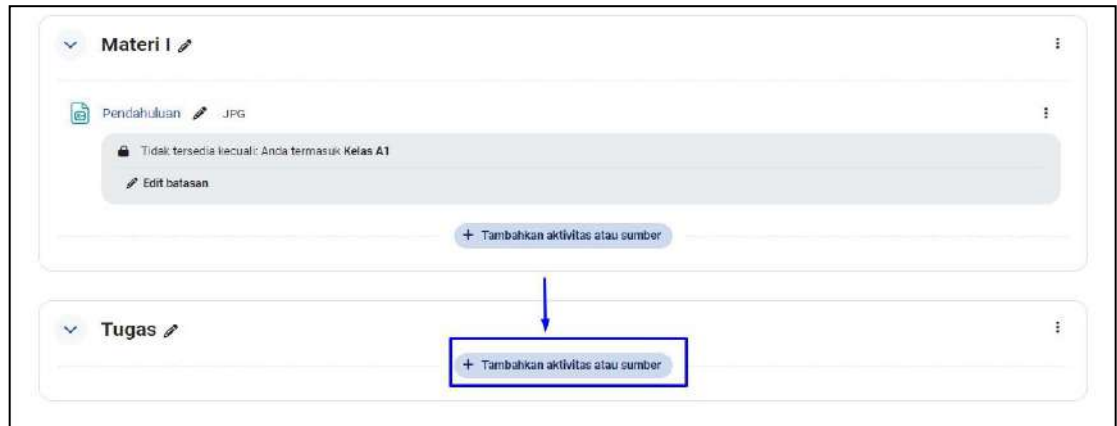 Materi I
Pendahuluan JPG
Tidak tersedia kecuali: Anda termasuk Kelas A1
Edit batasan
+ Tambahkan aktivitas atau sumber
Tugas
+ Tambahkan aktivitas atau sumber